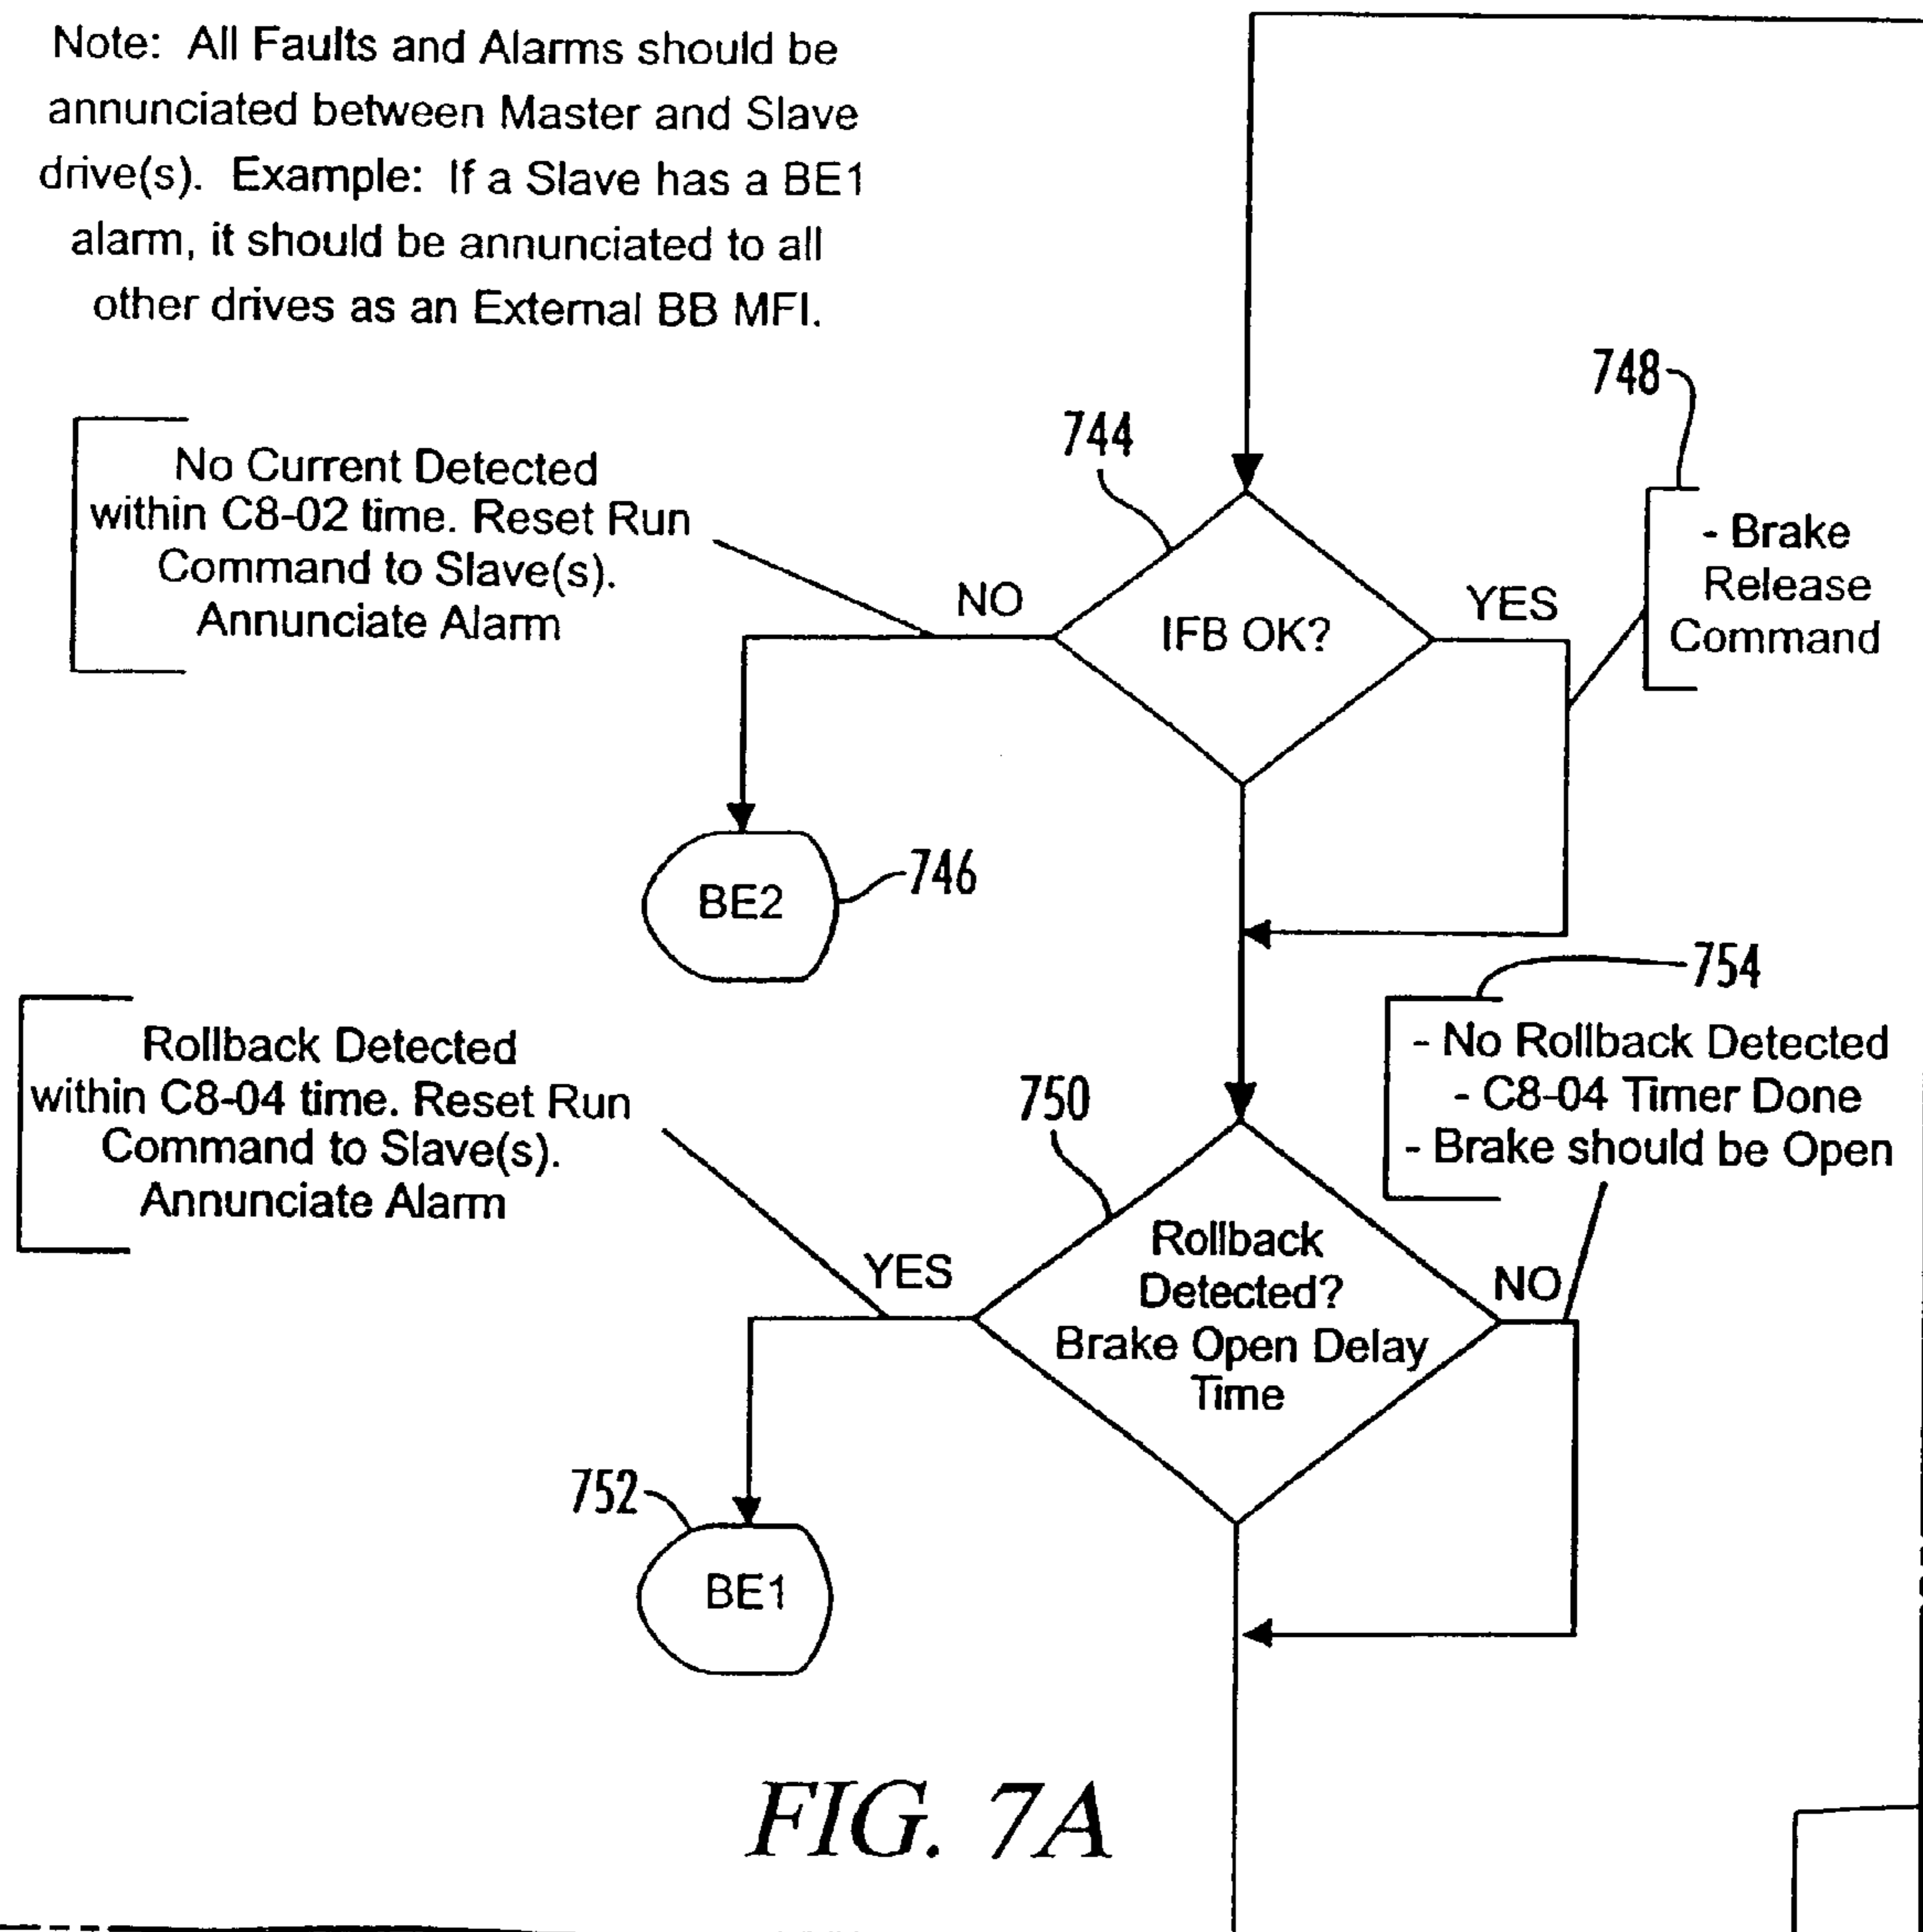 Note: All Faults and Alarms should be
annunciated between Master and Slave
drive(s). Example: If a Slave has a BE1
alarm, it should be annunciated to all
other drives as an External BB MFI.
748
744
No Current Detected
within C8-02 time. Reset Run
Command to Slave(s).
Annunciate Alarm
NO
IFB OK?
YES
- Brake
Release
Command
BE2
746
754
Rollback Detected
within C8-04 time. Reset Run
Command to Slave(s).
Annunciate Alarm
750
- No Rollback Detected
- C8-04 Timer Done
- Brake should be Open
YES
Rollback
Detected?
Brake Open Delay
Time
NO
752
BE1
FIG. 7A